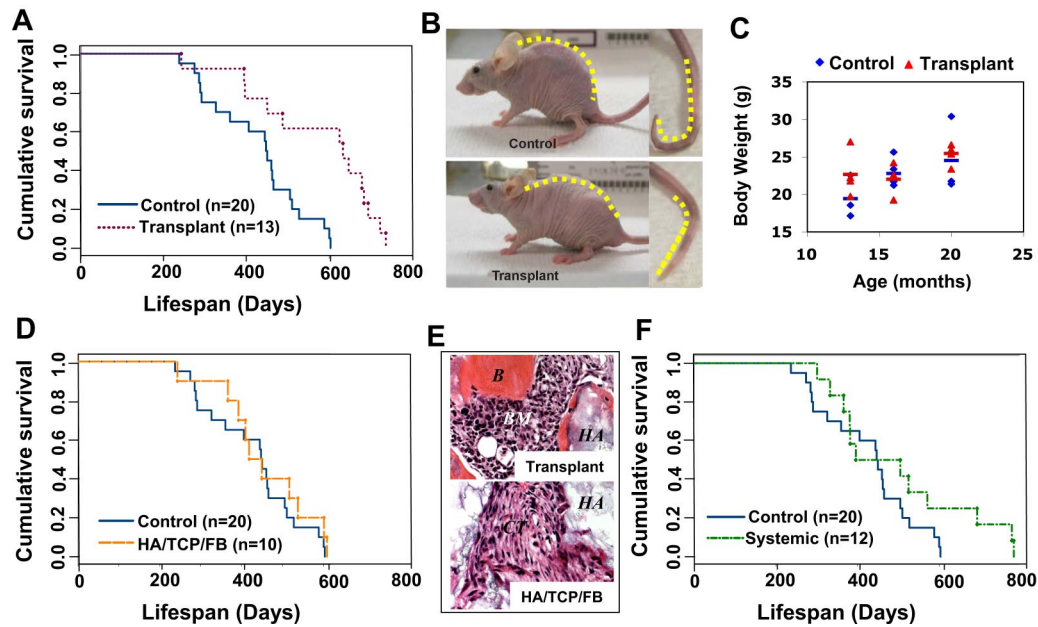 A
Cumulative survival
1.0
0.8
0.6
0.4
0.2
0.0
Control (n=20)
Transplant (n=13)
0 200 400 600 800
Lifespan (Days)
B
Control
Transplant
C
Control Transplant
Body Weight (g)
35
30
25
20
15
10 15 20 25
Age (months)
D
Cumulative survival
1.0
0.8
0.6
0.4
0.2
0.0
Control (n=20)
HA/TCP/FB (n=10)
0 200 400 600 800
Lifespan (Days)
E
B
BM
HA
Transplant
HA
CT
HA/TCP/FB
F
Cumulative survival
1.0
0.8
0.6
0.4
0.2
0.0
Control (n=20)
Systemic (n=12)
0 200 400 600 800
Lifespan (Days)